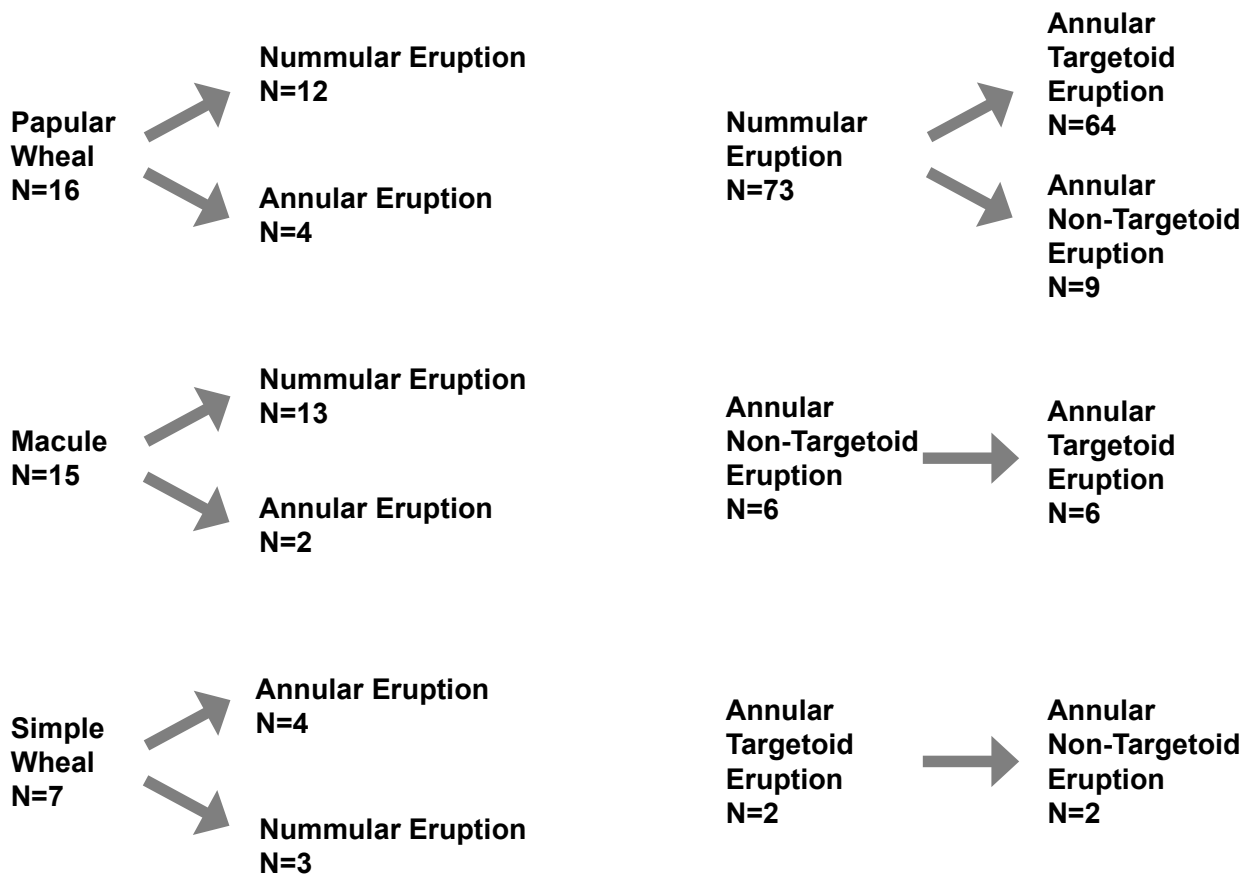 Papular
Wheal
N=16
Nummular Eruption
N=12
Annular Eruption
N=4
Macule
N=15
Nummular Eruption
N=13
Annular Eruption
N=2
Simple
Wheal
N=7
Annular Eruption
N=4
Nummular Eruption
N=3
Nummular
Eruption
N=73
Annular
Targetoid
Eruption
N=64
Annular
Non-Targetoid
Eruption
N=9
Annular
Non-Targetoid
Eruption
N=6
Annular
Targetoid
Eruption
N=6
Annular
Targetoid
Eruption
N=2
Annular
Non-Targetoid
Eruption
N=2